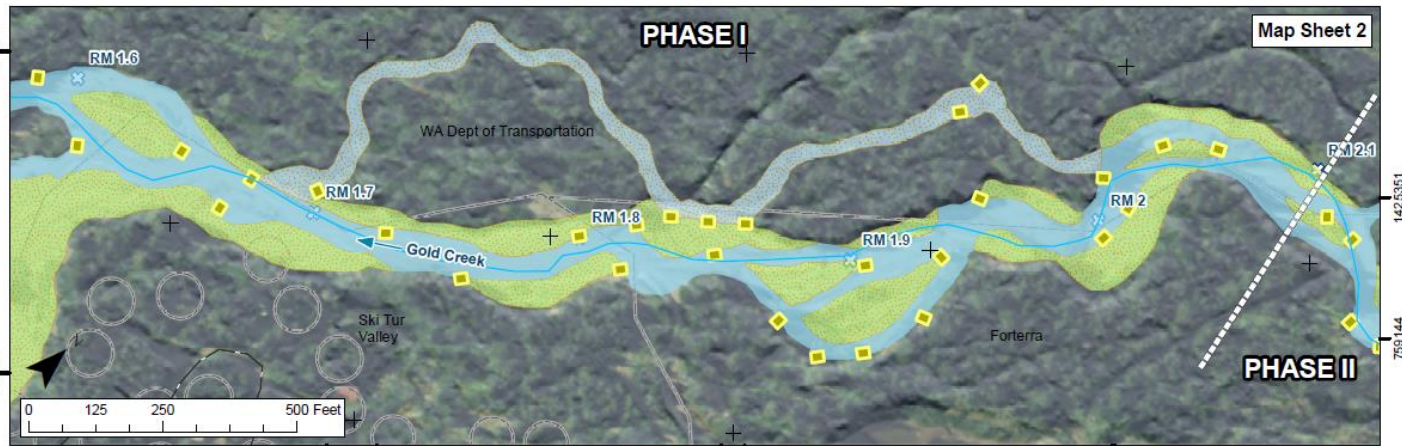 PHASE I
Map Sheet 2
RM 1.6
WA Dept of Transportation
RM 2.1
RM 1.7
RM 2
1425351
RM 1.8
RM 1.9
Gold Creek
Ski Tur
Valley
Forterra
759144
PHASE II
0 125 250 500 Feet